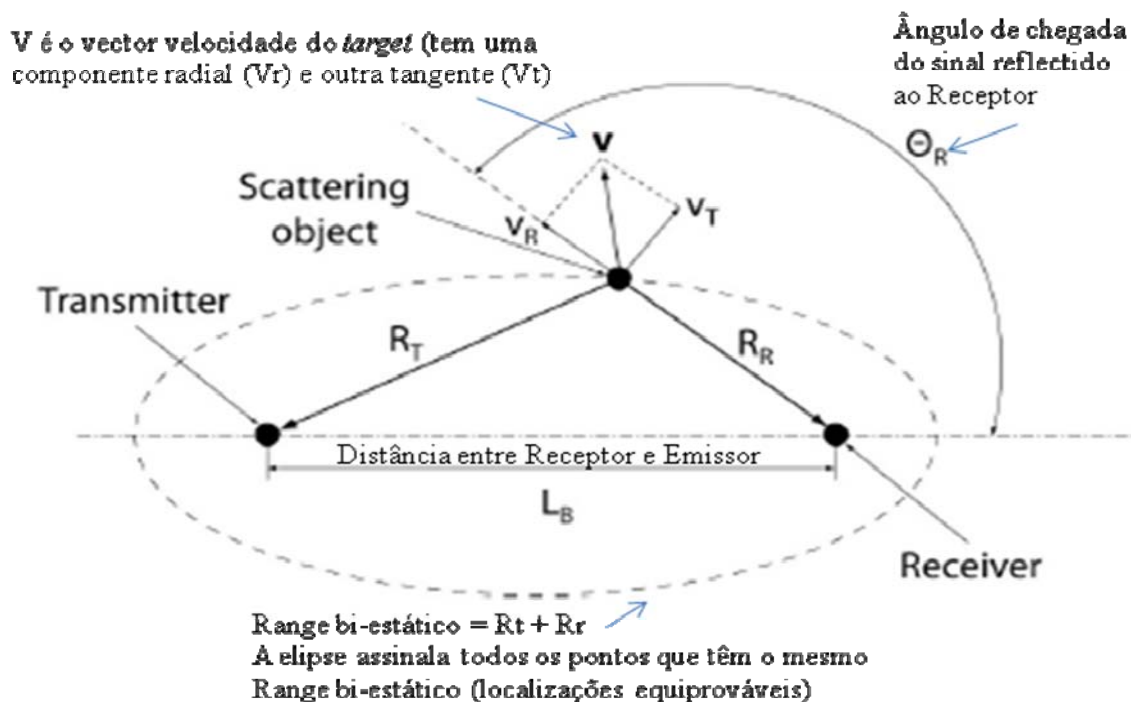 V é o vector velocidade do target (tem uma
componente radial (Vr) e outra tangente (Vt)
Ângulo de chegada
do sinal reflectido
ao Receptor
Θ_R
V
V_R
V_T
Scattering
object
Transmitter
R_T
R_R
Distância entre Receptor e Emissor
L_B
Receiver
Range bi-estático = Rt + Rr
A elipse assinala todos os pontos que têm o mesmo
Range bi-estático (localizações equiprováveis)